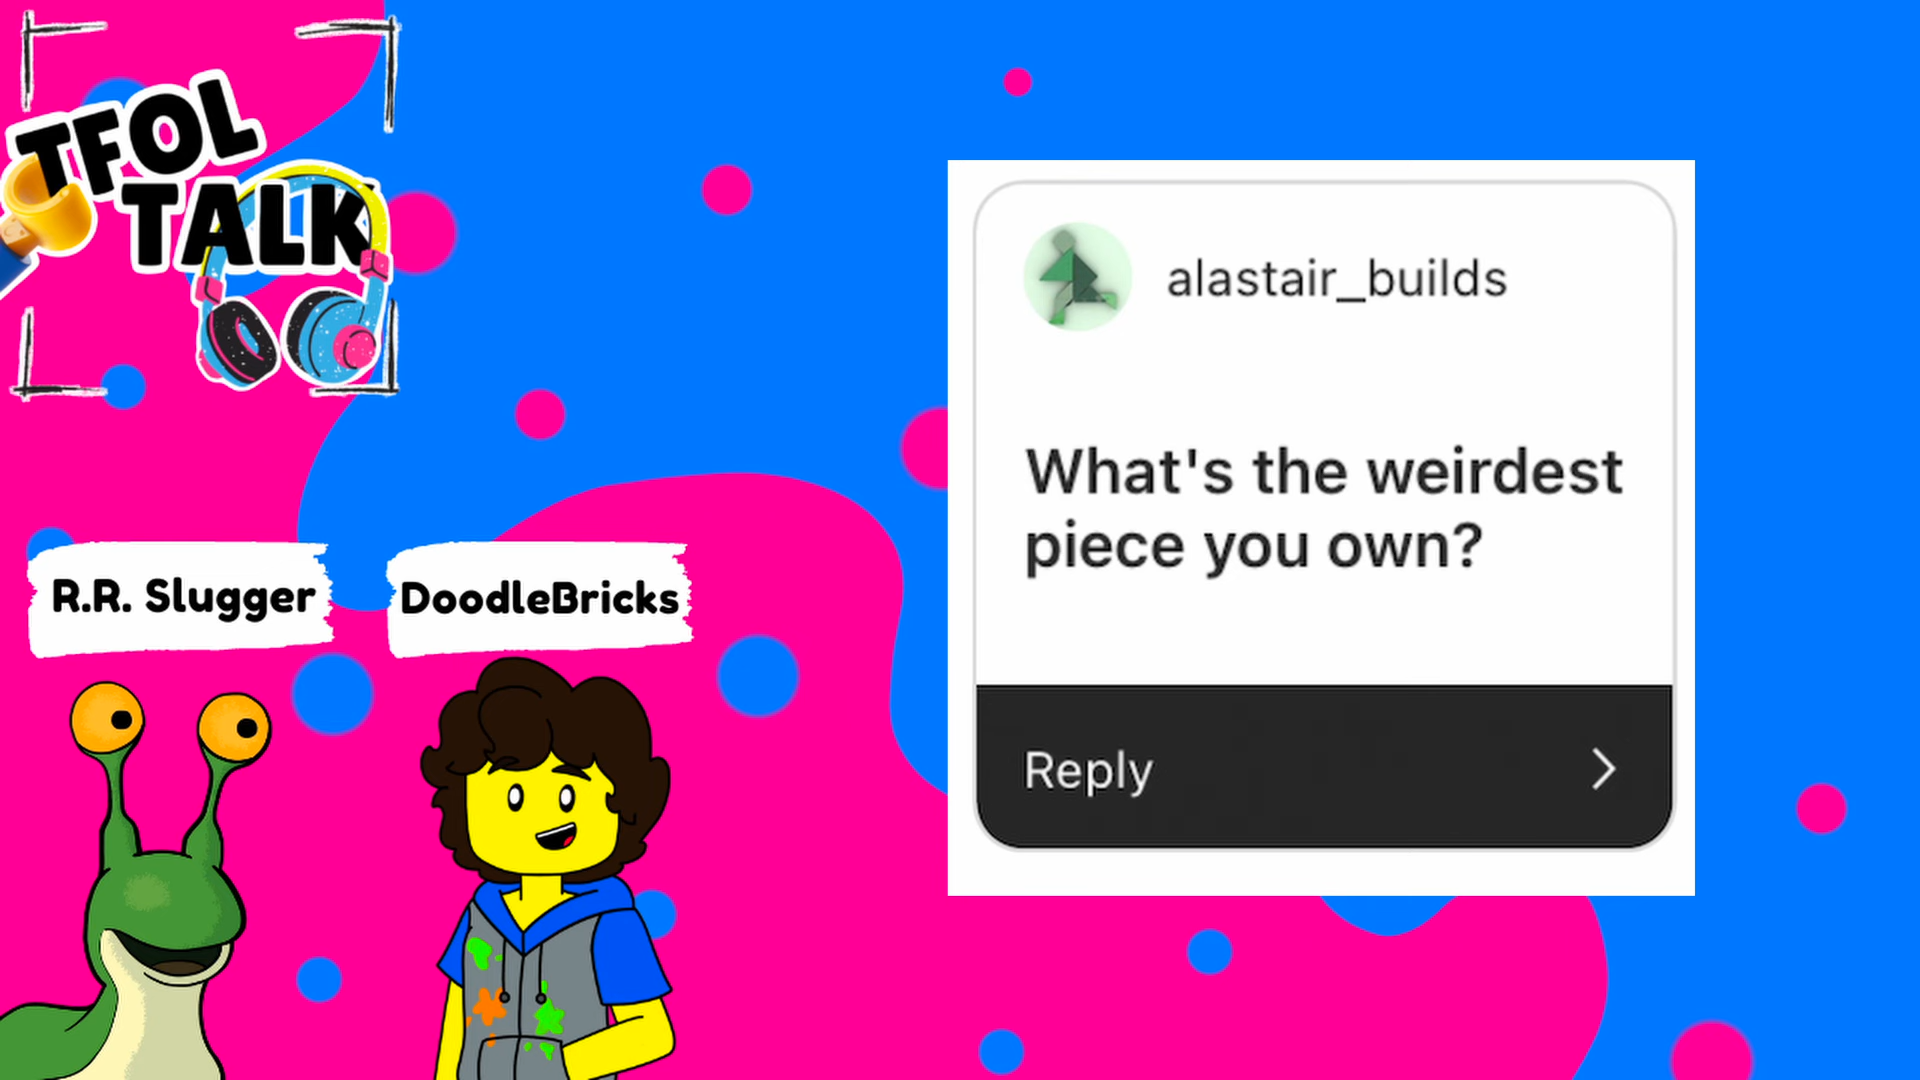 TFOL
TALK
R.R. Slugger
DoodleBricks
alastair_builds
What's the weirdest
piece you own?
Reply